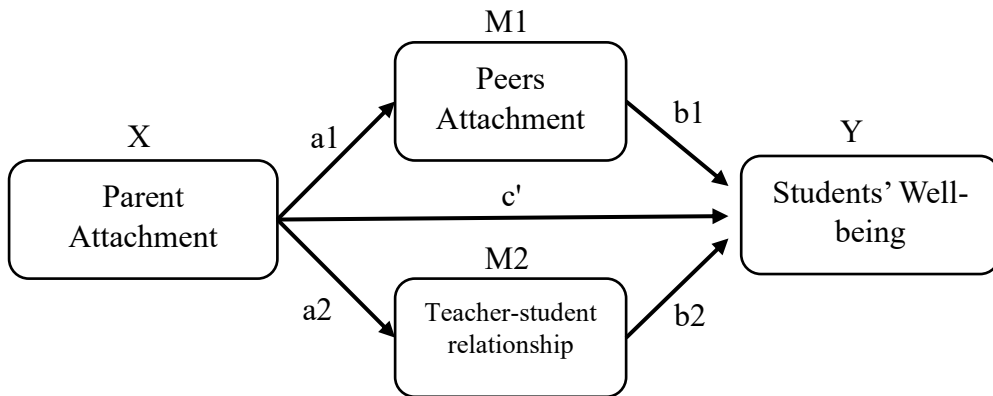 M1
Peers
Attachment
a1
b1
X
Y
Parent
Attachment
c'
Students’ Well-
being
M2
a2
Teacher-student
relationship
b2